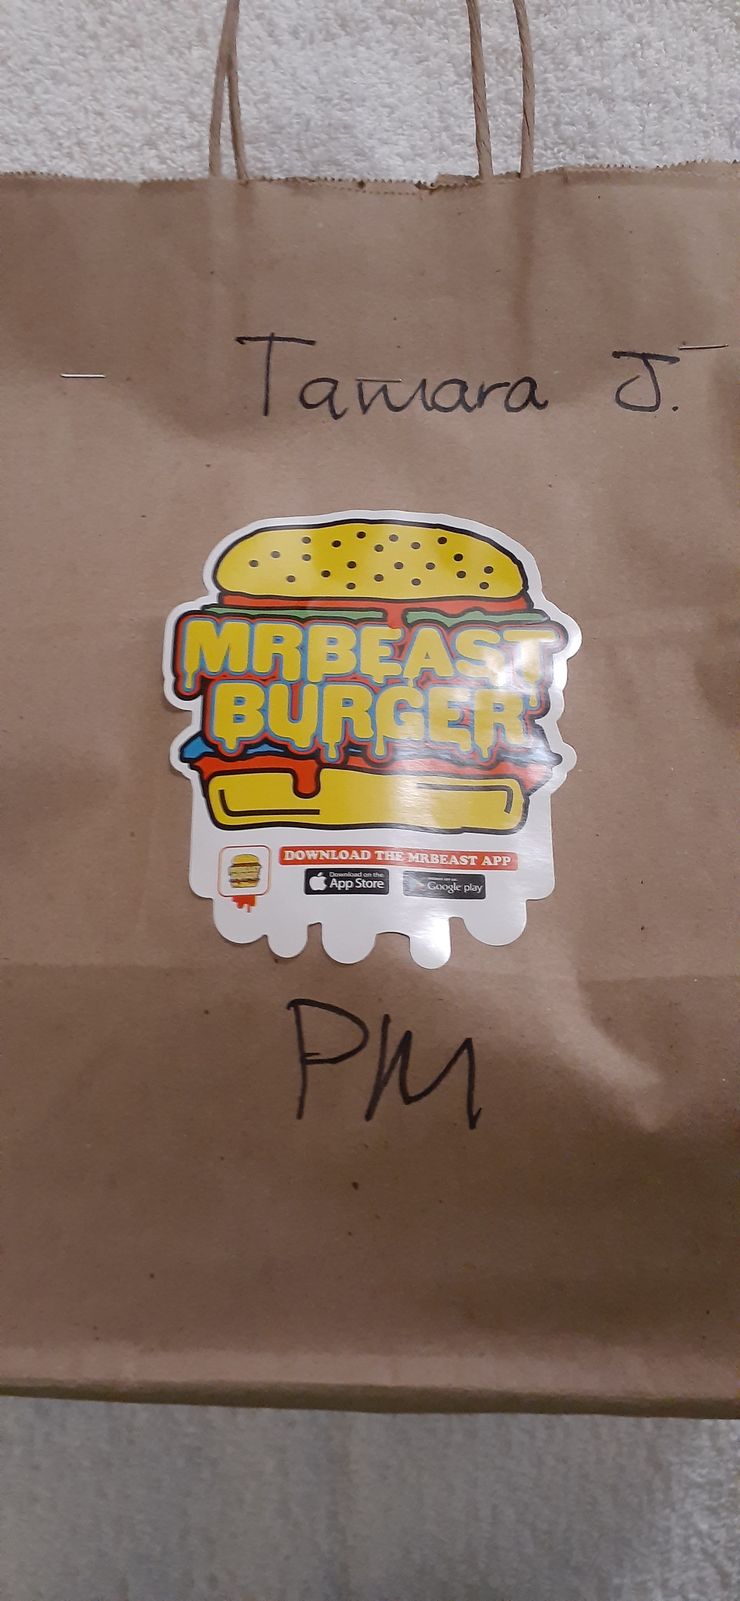 Tamara J.
MRBEAST
BURGER
DOWNLOAD THE MRBEAST APP
Download on the
App Store
Google play
PM